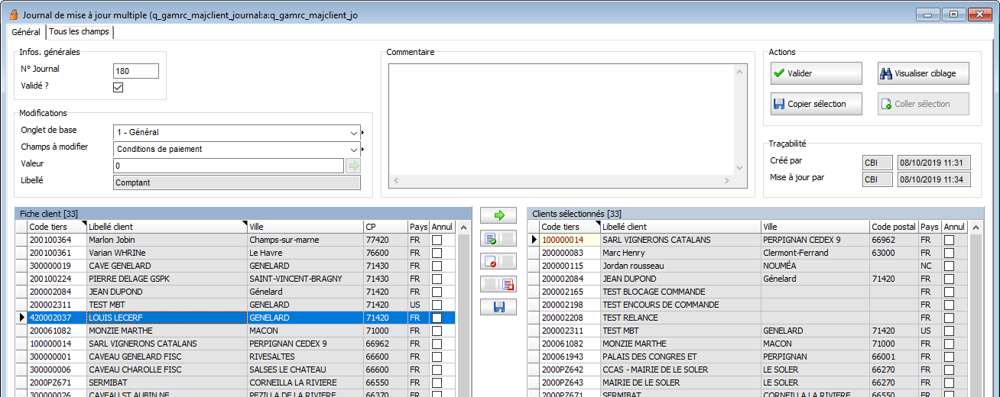 Journal de mise à jour multiple (q_gamrc_majclient_journal:a:q_gamrc_majclient_jo
Général Tous les champs
Infos. générales
N° Journal 180
Validé ?
Modifications
Onglet de base 1 - Général
Champs à modifier Conditions de paiement
Valeur 0
Libellé Comptant
Commentaire
Actions
Valider Visualiser ciblage
Copier sélection Coller sélection
Traçabilité
Créé par CBI 08/10/2019 11:31
Mise à jour par CBI 08/10/2019 11:34
Fiche client [33]
Code tiers Libellé client Ville CP Pays Annul
200100364 Marlon Jobin Champs-sur-marne 77420 FR
200100361 Varian WHRINe Le Havre 76600 FR
300000019 CAVE GENELARD GENELARD 71430 FR
200100224 PIERRE DELAGE GSPK SAINT-VINCENT-BRAGNY 71430 FR
200002084 JEAN DUPOND Génelard 71420 FR
200002311 TEST MBT GENELARD 71420 US
420002037 LOUIS LECERF GENELARD 71420 FR
200061082 MONZIE MARTHE MACON 71000 FR
100000014 SARL VIGNERONS CATALANS PERPIGNAN CEDEX 9 66962 FR
300000001 CAVEAU GENELARD FISC RIVESALTES 66600 FR
300000006 CAVEAU CHAROLLE FISC SALSES LE CHATEAU 66600 FR
2000PZ671 SERMIBAT CORNEILLA LA RIVIERE 66550 FR
300000026 CAVEAU ST AUBIN NE PEZILLA DE LA RIVIERE 66370 FR
Clients sélectionnés [33]
Code tiers Libellé client Ville Code postal Pays Annul
100000014 SARL VIGNERONS CATALANS PERPIGNAN CEDEX 9 66962 FR
200000083 Marc Henry Clermont-Ferrand 63000 FR
200000115 Jordan rousseau NOUMÉA NC
200002084 JEAN DUPOND Génelard 71420 FR
200002165 TEST BLOCAGE COMMANDE FR
200002198 TEST ENCOURS DE COMMANDE FR
200002208 TEST RELANCE FR
200002311 TEST MBT GENELARD 71420 US
200061082 MONZIE MARTHE MACON 71000 FR
200061943 PALAIS DES CONGRES ET PERPIGNAN 66001 FR
2000PZ642 CCAS - MAIRIE DE LE SOLER LE SOLER 66270 FR
2000PZ643 MAIRIE DE LE SOLER LE SOLER 66270 FR
2000PZ671 SERMIBAT CORNEILLA LA RIVIERE 66550 FR